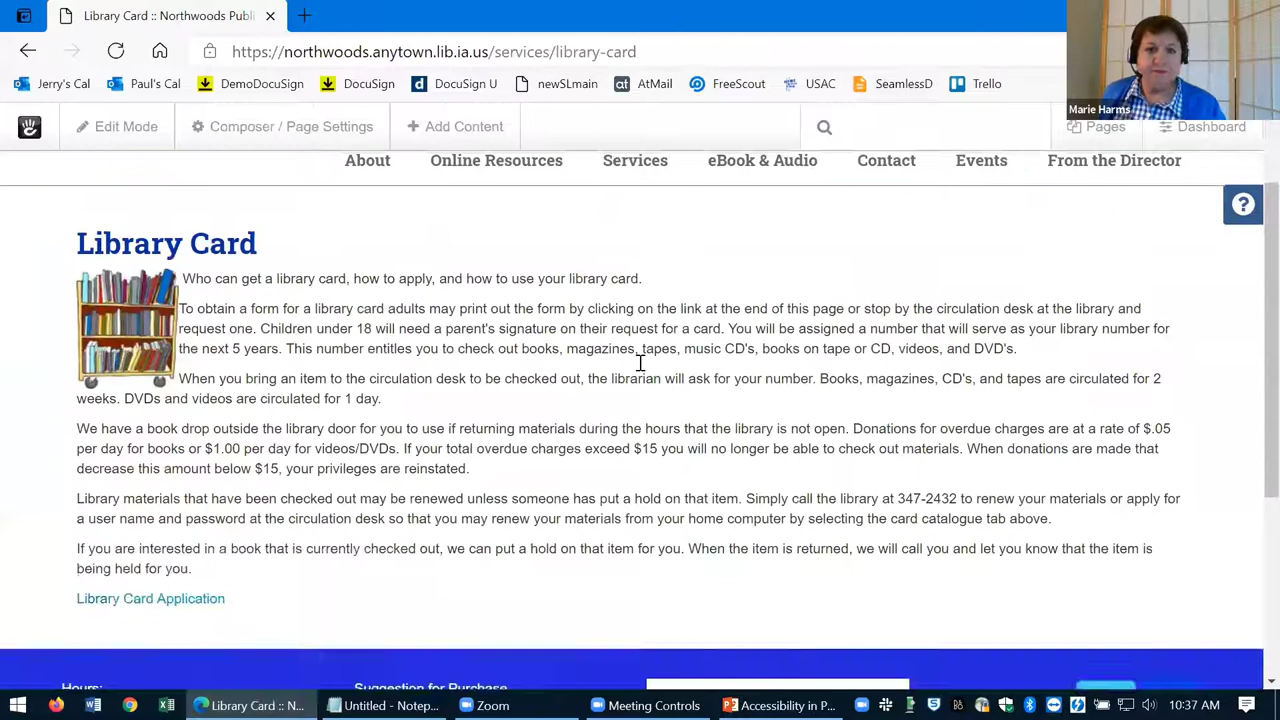 Library Card :: Northwoods Publi
https://northwoods.anytown.lib.ia.us/services/library-card
Jerry's Cal Paul's Cal DemoDocuSign DocuSign DocuSign U newSLmain AtMail FreeScout USAC SeamlessD Trello
Marie Harms
Edit Mode Composer / Page Settings Add Content Pages Dashboard
About Online Resources Services eBook & Audio Contact Events From the Director
Library Card
Who can get a library card, how to apply, and how to use your library card.
To obtain a form for a library card adults may print out the form by clicking on the link at the end of this page or stop by the circulation desk at the library and
request one. Children under 18 will need a parent's signature on their request for a card. You will be assigned a number that will serve as your library number for
the next 5 years. This number entitles you to check out books, magazines, tapes, music CD's, books on tape or CD, videos, and DVD's.
When you bring an item to the circulation desk to be checked out, the librarian will ask for your number. Books, magazines, CD's, and tapes are circulated for 2
weeks. DVDs and videos are circulated for 1 day.
We have a book drop outside the library door for you to use if returning materials during the hours that the library is not open. Donations for overdue charges are at a rate of $.05
per day for books or $1.00 per day for videos/DVDs. If your total overdue charges exceed $15 you will no longer be able to check out materials. When donations are made that
decrease this amount below $15, your privileges are reinstated.
Library materials that have been checked out may be renewed unless someone has put a hold on that item. Simply call the library at 347-2432 to renew your materials or apply for
a user name and password at the circulation desk so that you may renew your materials from your home computer by selecting the card catalogue tab above.
If you are interested in a book that is currently checked out, we can put a hold on that item for you. When the item is returned, we will call you and let you know that the item is
being held for you.
Library Card Application
Hours: Suggestion for Purchase
Library Card :: N... Untitled - Notep... Zoom Meeting Controls Accessibility in P... 10:37 AM